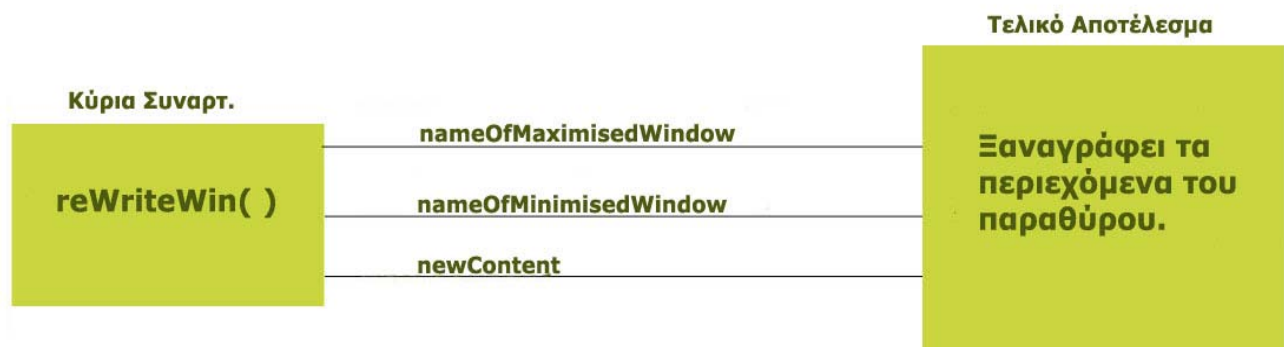 Τελικό Αποτέλεσμα
Κύρια Συναρτ.
reWriteWin( )
nameOfMaximisedWindow
nameOfMinimisedWindow
newContent
Ξαναγράφει τα
περιεχόμενα του
παραθύρου.